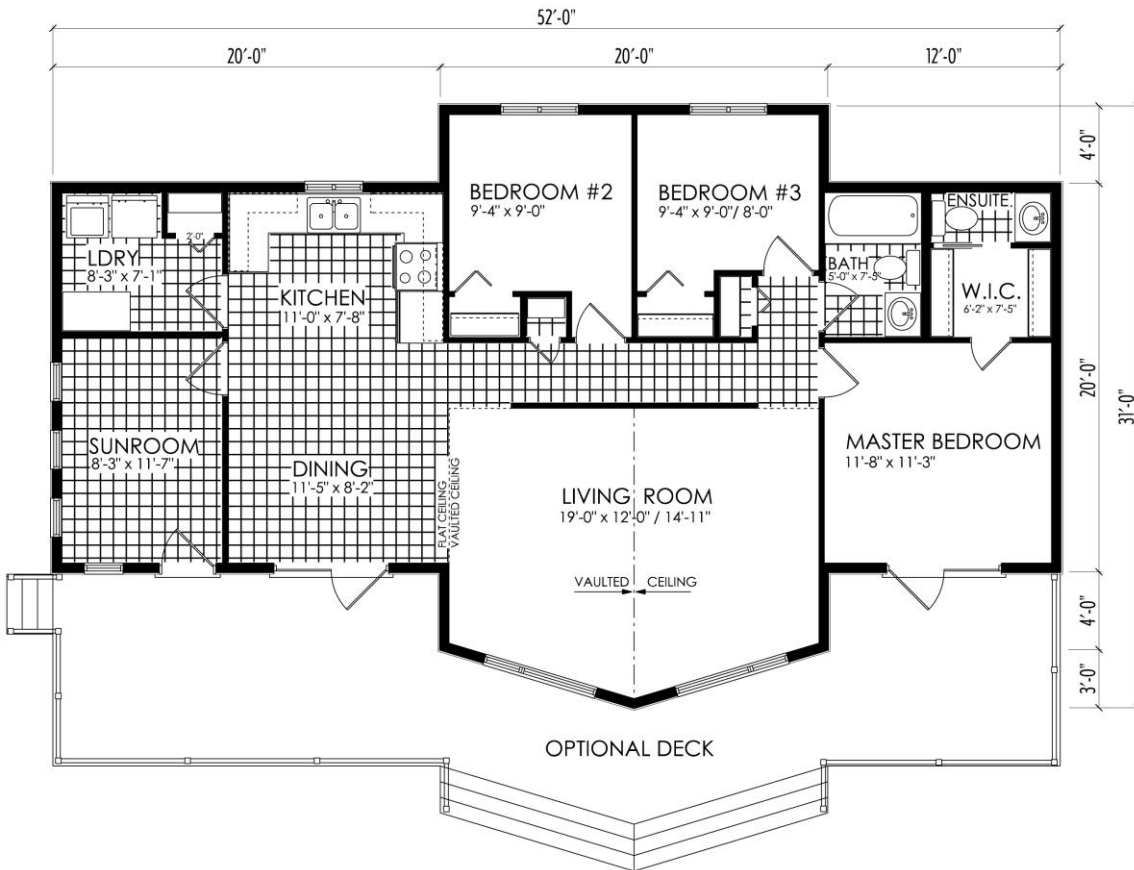 52'-0"
20'-0"
20'-0"
12'-0"
4'-0"
BEDROOM #2
9'-4" x 9'-0"
BEDROOM #3
9'-4" x 9'-0"/ 8'-0"
ENSUITE
2'-0"
LDRY
8'-3" x 7'-1"
BATH
5'-0" x 7'-5"
KITCHEN
11'-0" x 7'-8"
W.I.C.
6'-2" x 7'-5"
20'-0"
31'-0"
SUNROOM
8'-3" x 11'-7"
DINING
11'-5" x 8'-2"
FLAT CEILING
VAULTED CEILING
LIVING ROOM
19'-0" x 12'-0" / 14'-11"
MASTER BEDROOM
11'-8" x 11'-3"
VAULTED CEILING
4'-0"
3'-0"
OPTIONAL DECK